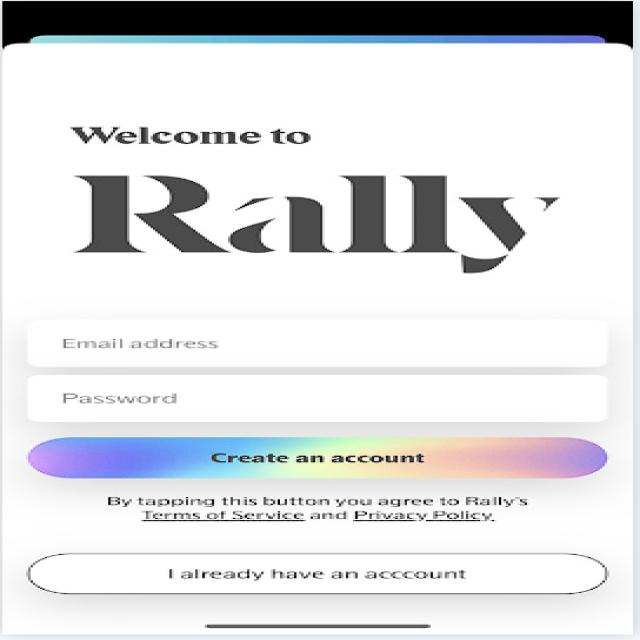 Welcome to
Rally
Email address
Password
Create an account
By tapping this button you agree to Rally's
Terms of Service and Privacy Policy
I already have an acccount